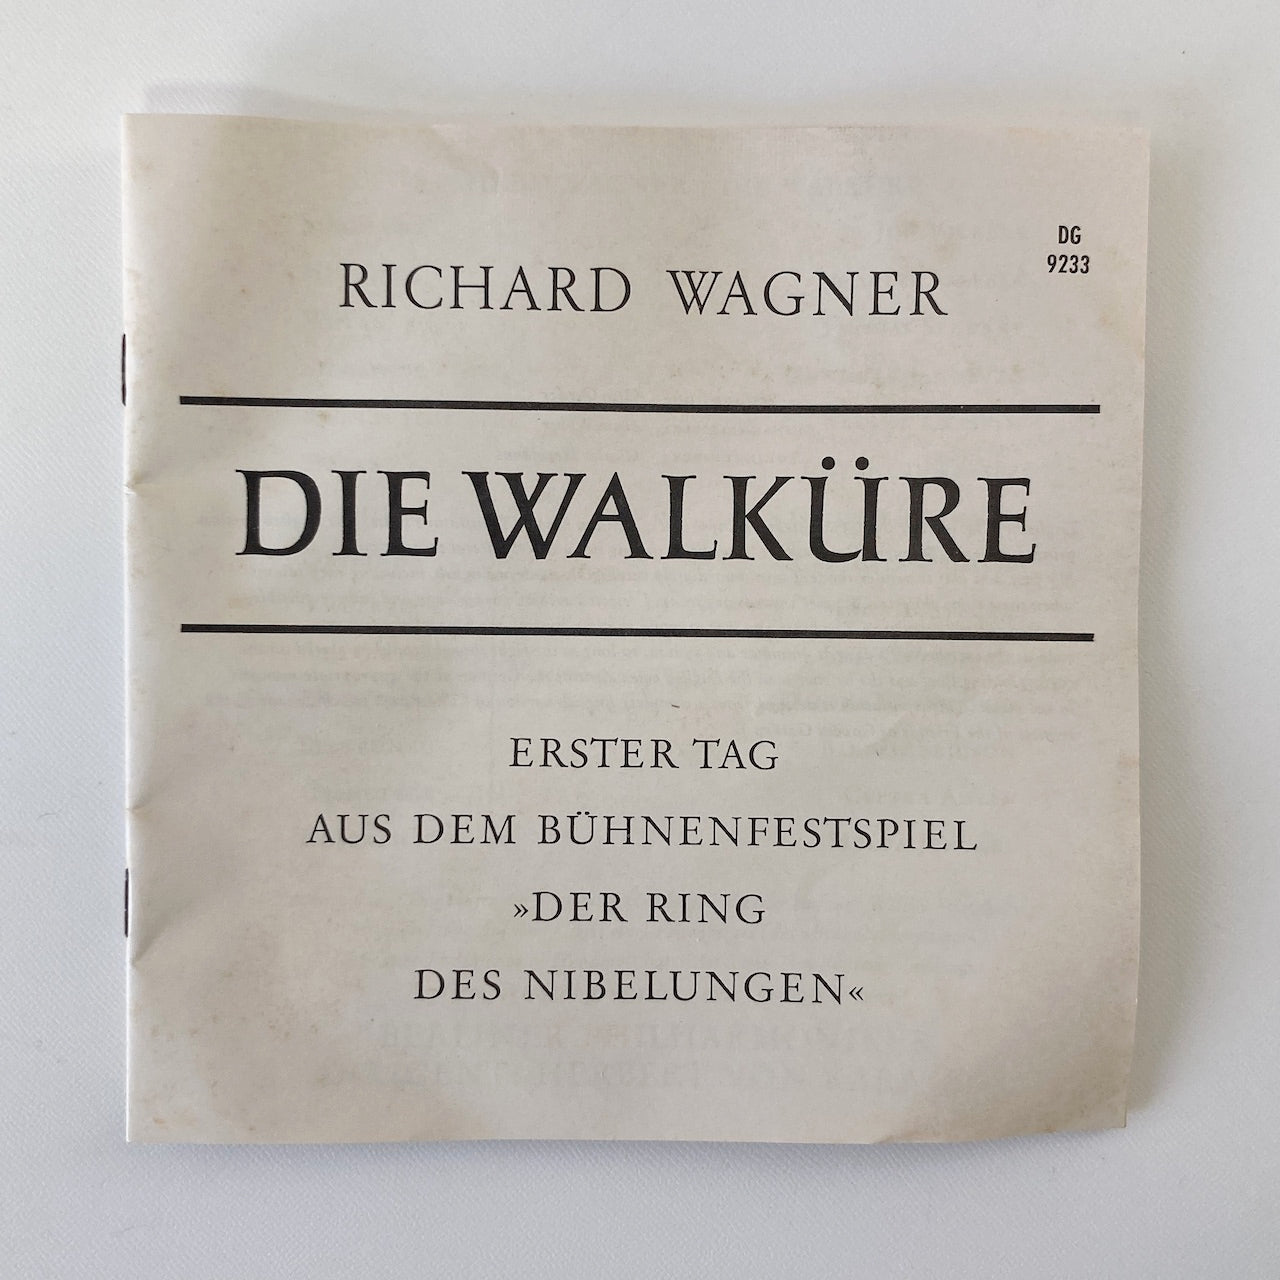 DG
9233
RICHARD WAGNER
DIE WALKÜRE
ERSTER TAG
AUS DEM BÜHNENFESTSPIEL
»DER RING
DES NIBELUNGEN«